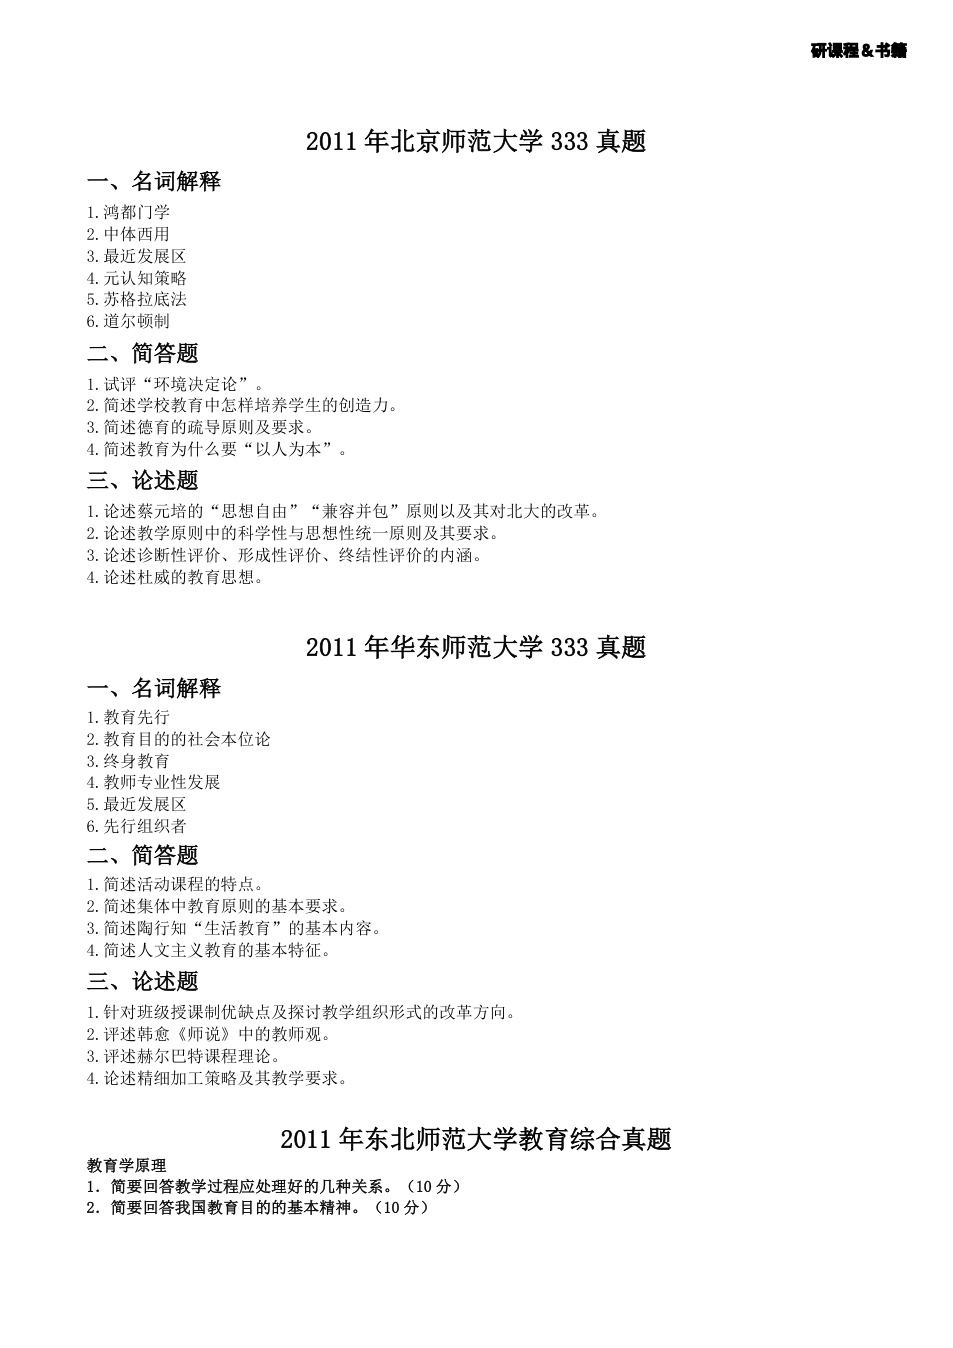 研课程&书籍
2011 年北京师范大学 333 真题
一、名词解释
1.鸿都门学
2.中体西用
3.最近发展区
4.元认知策略
5.苏格拉底法
6.道尔顿制
二、简答题
1.试评“环境决定论”。
2.简述学校教育中怎样培养学生的创造力。
3.简述德育的疏导原则及要求。
4.简述教育为什么要“以人为本”。
三、论述题
1.论述蔡元培的“思想自由”“兼容并包”原则以及其对北大的改革。
2.论述教学原则中的科学性与思想性统一原则及其要求。
3.论述诊断性评价、形成性评价、终结性评价的内涵。
4.论述杜威的教育思想。
2011 年华东师范大学 333 真题
一、名词解释
1.教育先行
2.教育目的的社会本位论
3.终身教育
4.教师专业性发展
5.最近发展区
6.先行组织者
二、简答题
1.简述活动课程的特点。
2.简述集体中教育原则的基本要求。
3.简述陶行知“生活教育”的基本内容。
4.简述人文主义教育的基本特征。
三、论述题
1.针对班级授课制优缺点及探讨教学组织形式的改革方向。
2.评述韩愈《师说》中的教师观。
3.评述赫尔巴特课程理论。
4.论述精细加工策略及其教学要求。
2011 年东北师范大学教育综合真题
教育学原理
1. 简要回答教学过程应处理好的几种关系。（10 分）
2. 简要回答我国教育目的的基本精神。（10 分）